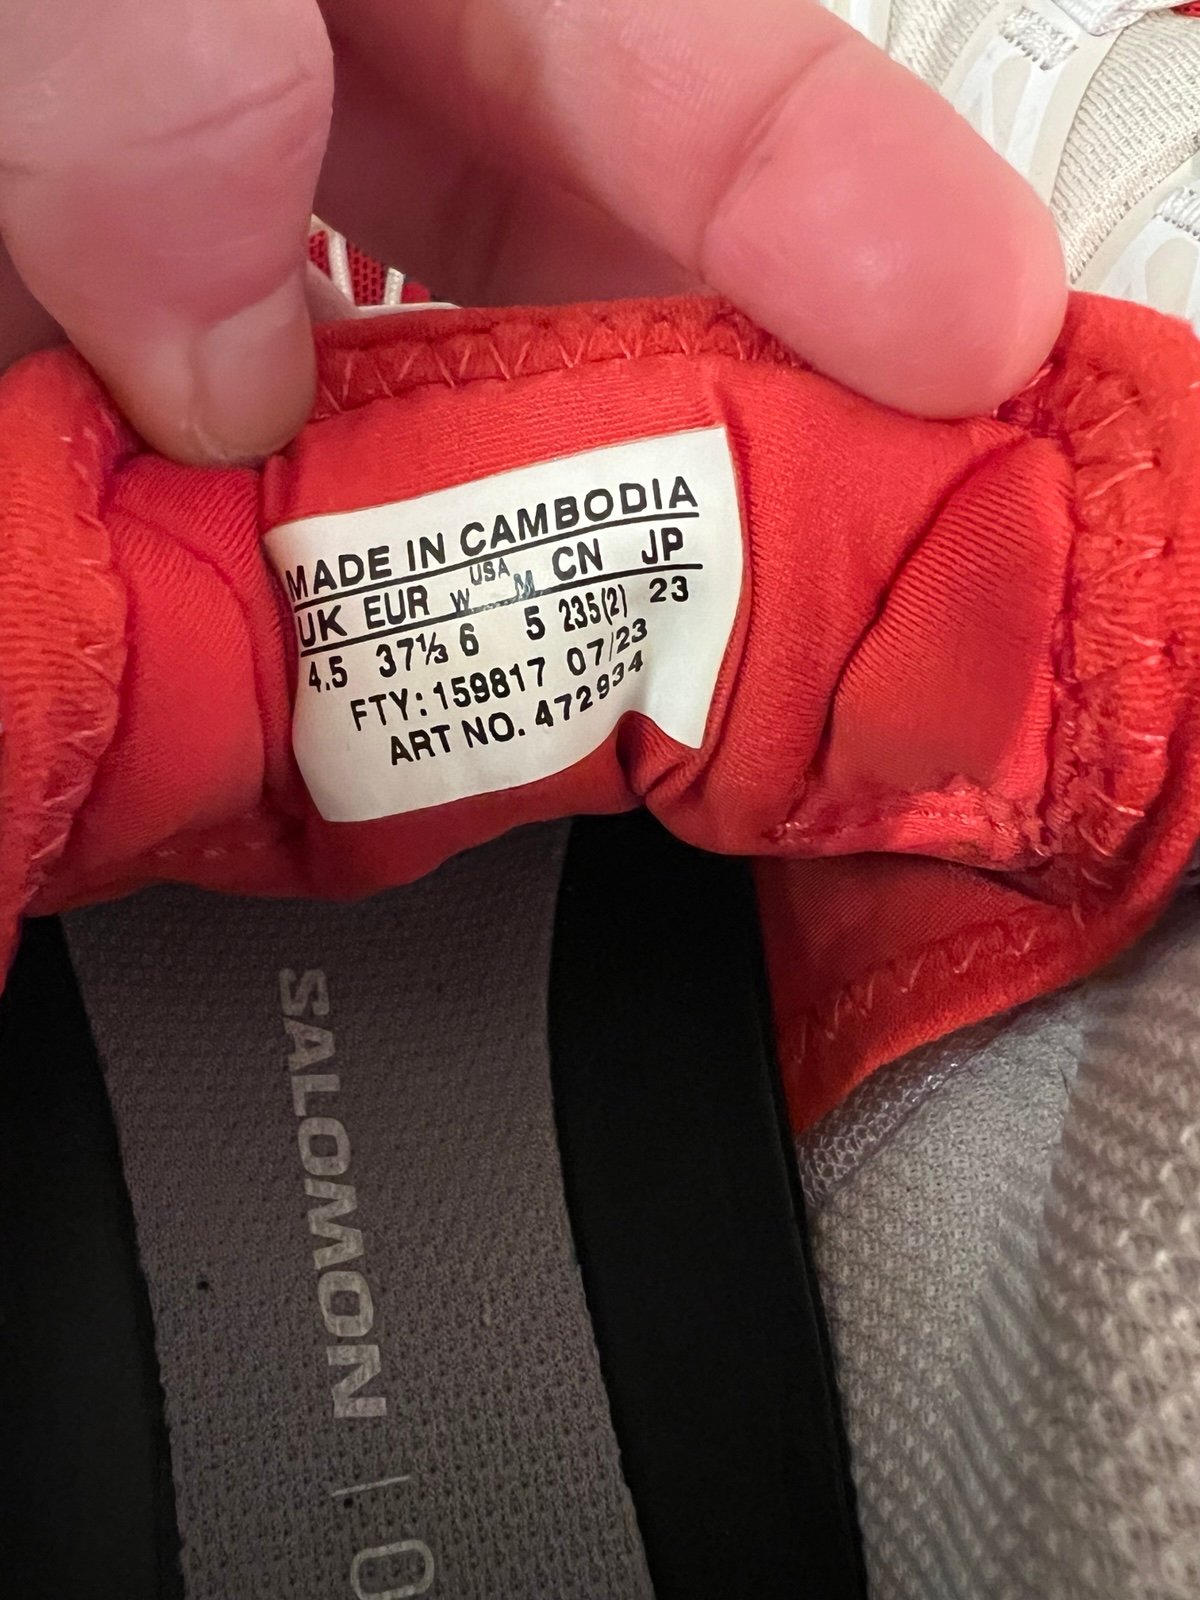 MADE IN CAMBODIA
UK EUR W USA M CN JP
4.5 37⅓ 6 5 235(2) 23
FTY: 159817 07/23
ART NO. 472934
SALOMON | O